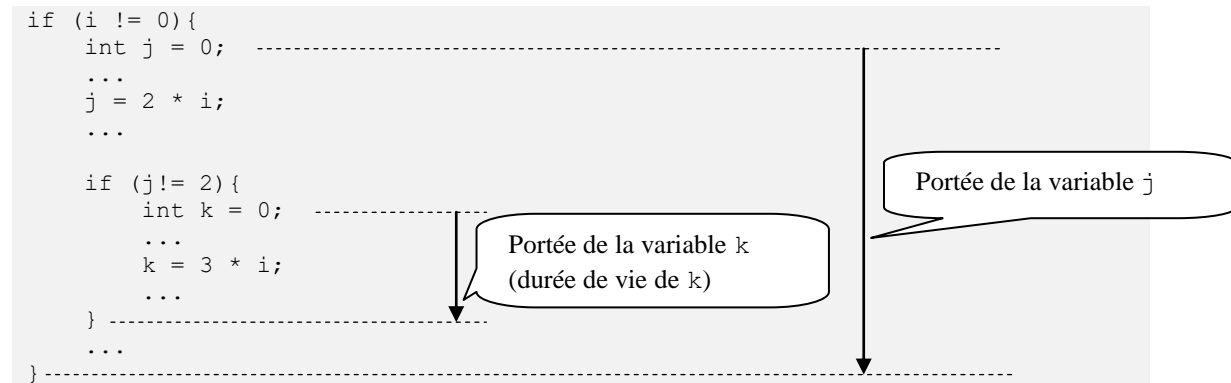 if (i != 0){
int j = 0;
...
j = 2 * i;
...
if (j!= 2){
int k = 0;
...
k = 3 * i;
...
}
...
}
Portée de la variable k
(durée de vie de k)
Portée de la variable j